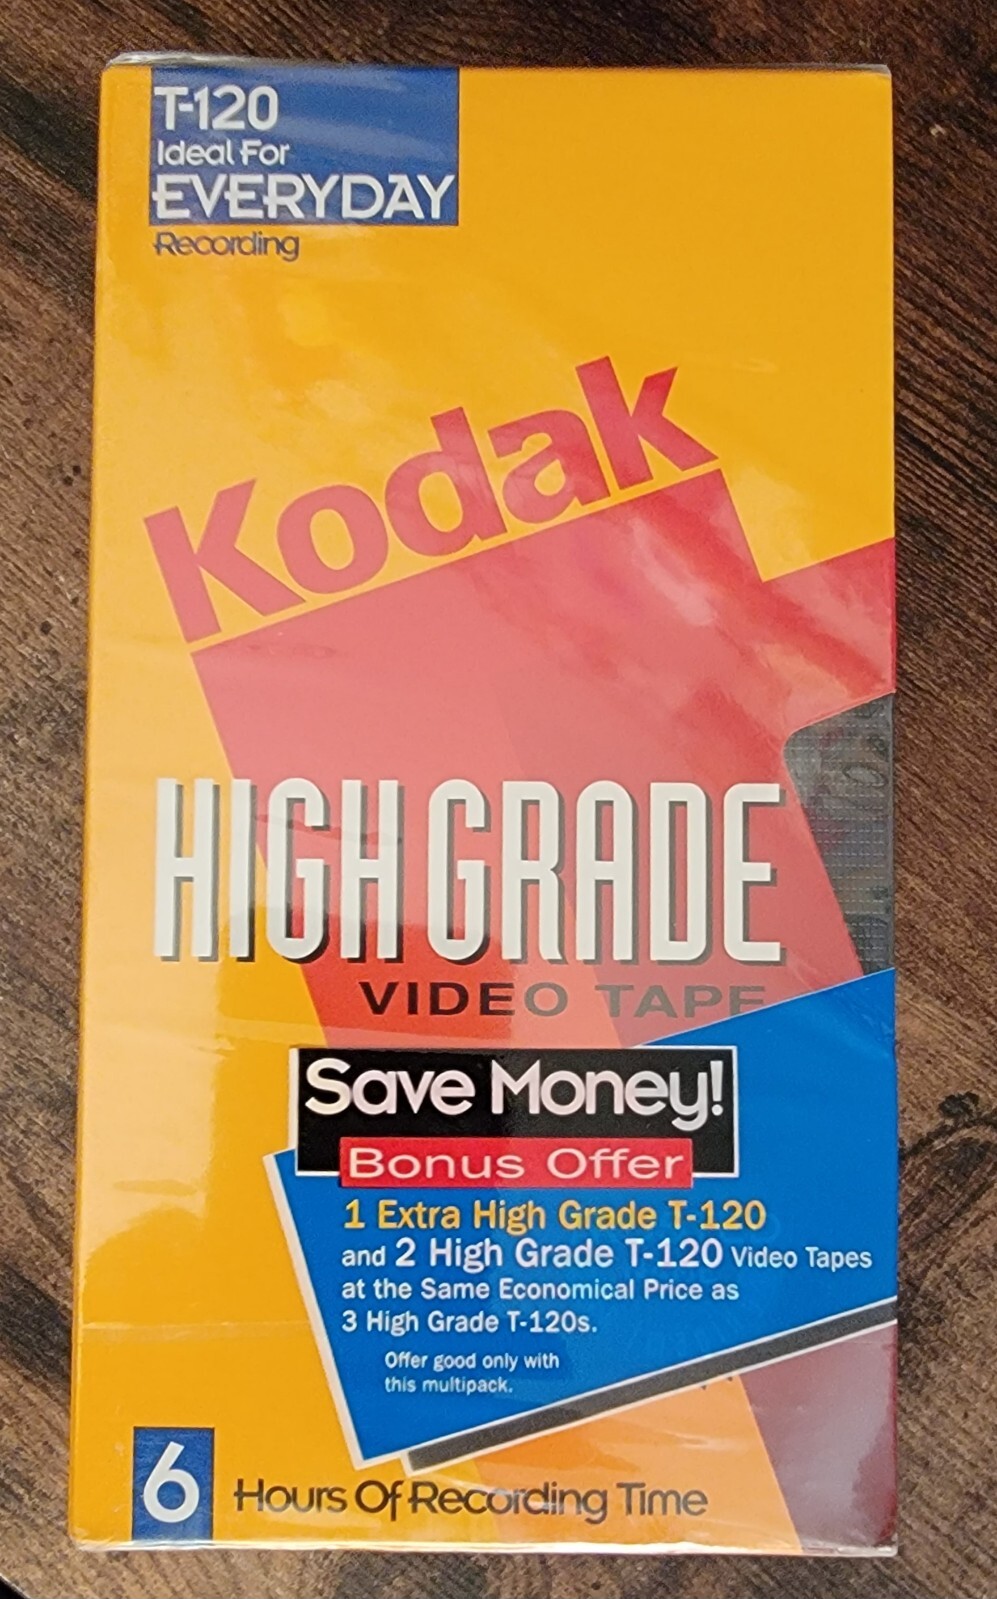 T-120
Ideal For
EVERYDAY
Recording
Kodak
HIGH GRADE
VIDEO TAPE
Save Money!
Bonus Offer
1 Extra High Grade T-120
and 2 High Grade T-120 Video Tapes
at the Same Economical Price as
3 High Grade T-120s.
Offer good only with
this multipack.
6 Hours Of Recording Time